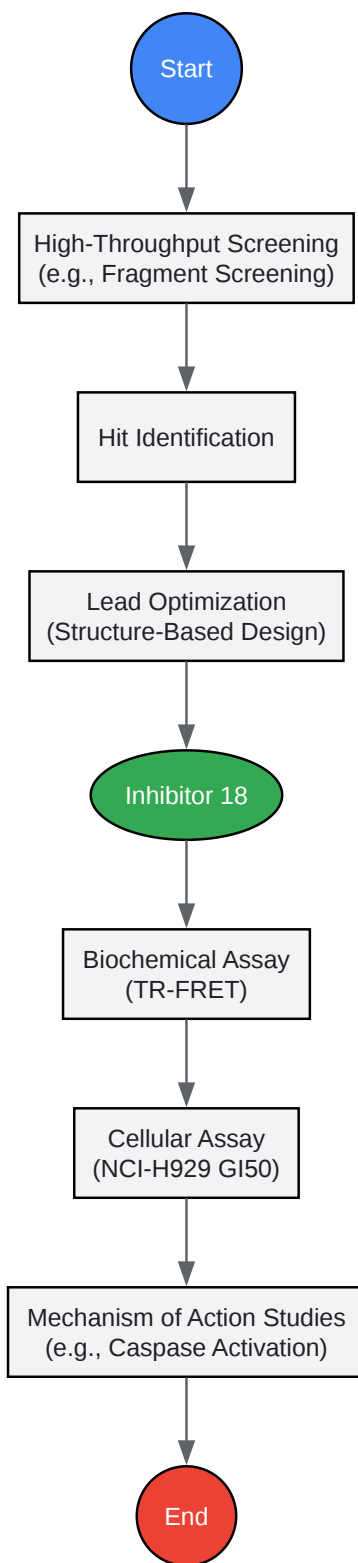 Start
High-Throughput Screening
(e.g., Fragment Screening)
Hit Identification
Lead Optimization
(Structure-Based Design)
Inhibitor 18
Biochemical Assay
(TR-FRET)
Cellular Assay
(NCI-H929 GI50)
Mechanism of Action Studies
(e.g., Caspase Activation)
End